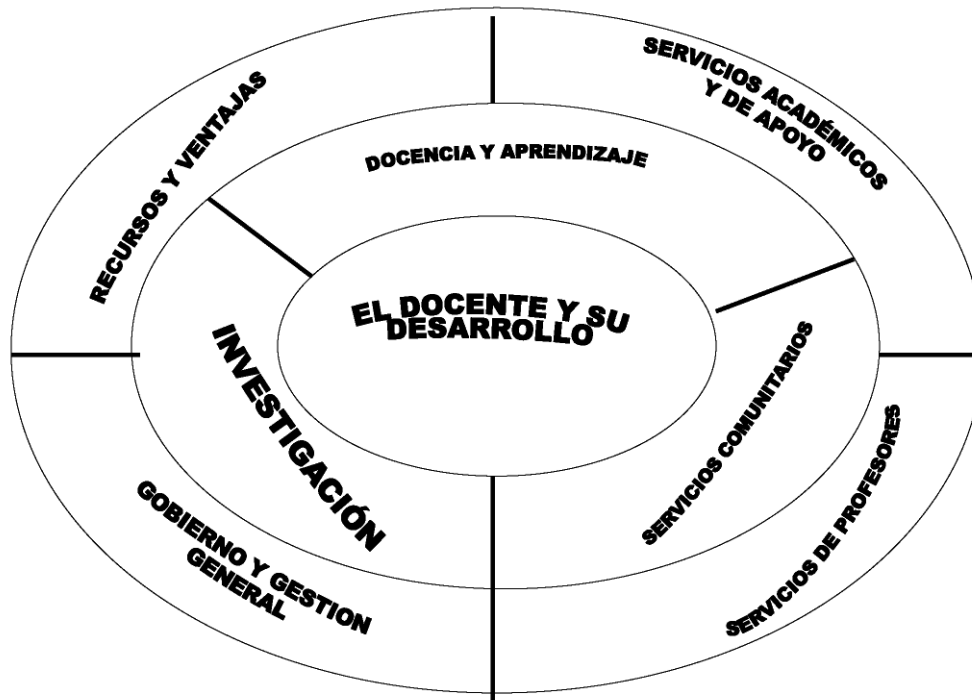 RECURSOS Y VENTAJAS
SERVICIOS ACADÉMICOS
Y DE APOYO
DOCENCIA Y APRENDIZAJE
EL DOCENTE Y SU
DESARROLLO
INVESTIGACIÓN
SERVICIOS COMUNITARIOS
GOBIERNO Y GESTION
GENERAL
SERVICIOS DE PROFESORES